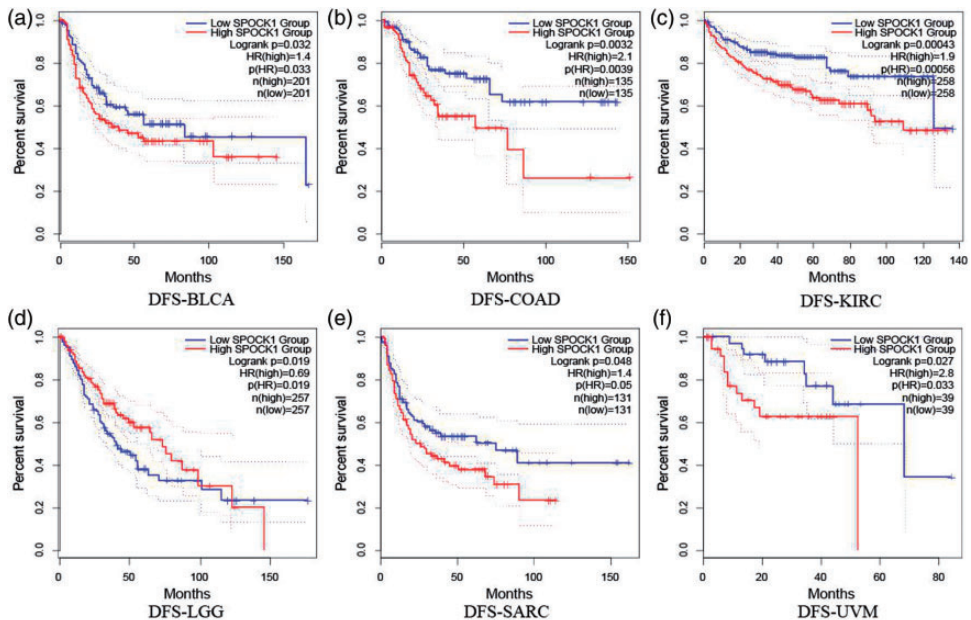 (a)
Low SPOCK1 Group
High SPOCK1 Group
Logrank p=0.032
HR(high)=1.4
p(HR)=0.033
n(high)=201
n(low)=201
Percent survival
0.0 0.2 0.4 0.6 0.8 1.0
0 50 100 150
Months
DFS-BLCA
(b)
Low SPOCK1 Group
High SPOCK1 Group
Logrank p=0.0032
HR(high)=2.1
p(HR)=0.0039
n(high)=135
n(low)=135
Percent survival
0.0 0.2 0.4 0.6 0.8 1.0
0 50 100 150
Months
DFS-COAD
(c)
Low SPOCK1 Group
High SPOCK1 Group
Logrank p=0.00043
HR(high)=1.9
p(HR)=0.00056
n(high)=258
n(low)=258
Percent survival
0.0 0.2 0.4 0.6 0.8 1.0
0 20 40 60 80 100 120 140
Months
DFS-KIRC
(d)
Low SPOCK1 Group
High SPOCK1 Group
Logrank p=0.019
HR(high)=0.69
p(HR)=0.019
n(high)=257
n(low)=257
Percent survival
0.0 0.2 0.4 0.6 0.8 1.0
0 50 100 150
Months
DFS-LGG
(e)
Low SPOCK1 Group
High SPOCK1 Group
Logrank p=0.048
HR(high)=1.4
p(HR)=0.05
n(high)=131
n(low)=131
Percent survival
0.0 0.2 0.4 0.6 0.8 1.0
0 50 100 150
Months
DFS-SARC
(f)
Low SPOCK1 Group
High SPOCK1 Group
Logrank p=0.027
HR(high)=2.8
p(HR)=0.033
n(high)=39
n(low)=39
Percent survival
0.0 0.2 0.4 0.6 0.8 1.0
0 20 40 60 80
Months
DFS-UVM